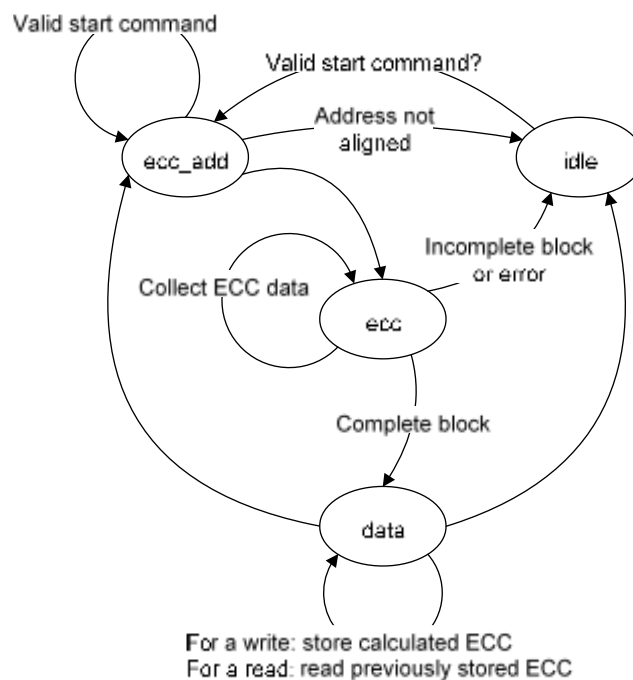 Valid start command
Valid start command?
Address not
aligned
ecc_add
idle
Incomplete block
or error
Collect ECC data
ecc
Complete block
data
For a write: store calculated ECC
For a read: read previously stored ECC